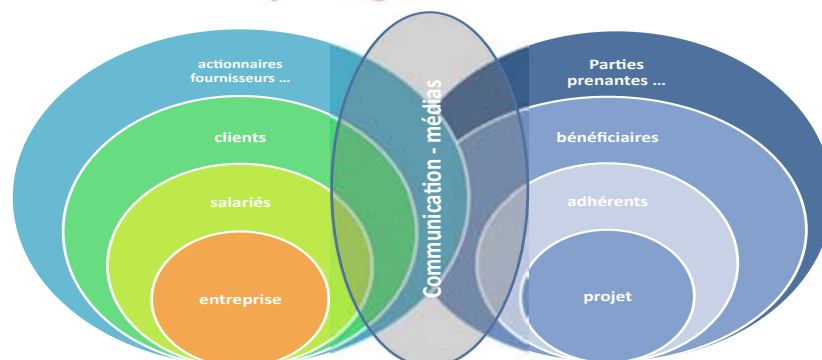 actionnaires
fournisseurs ...
clients
salariés
entreprise
Communication - médias
Parties
prenantes ...
bénéficiaires
adhérents
projet